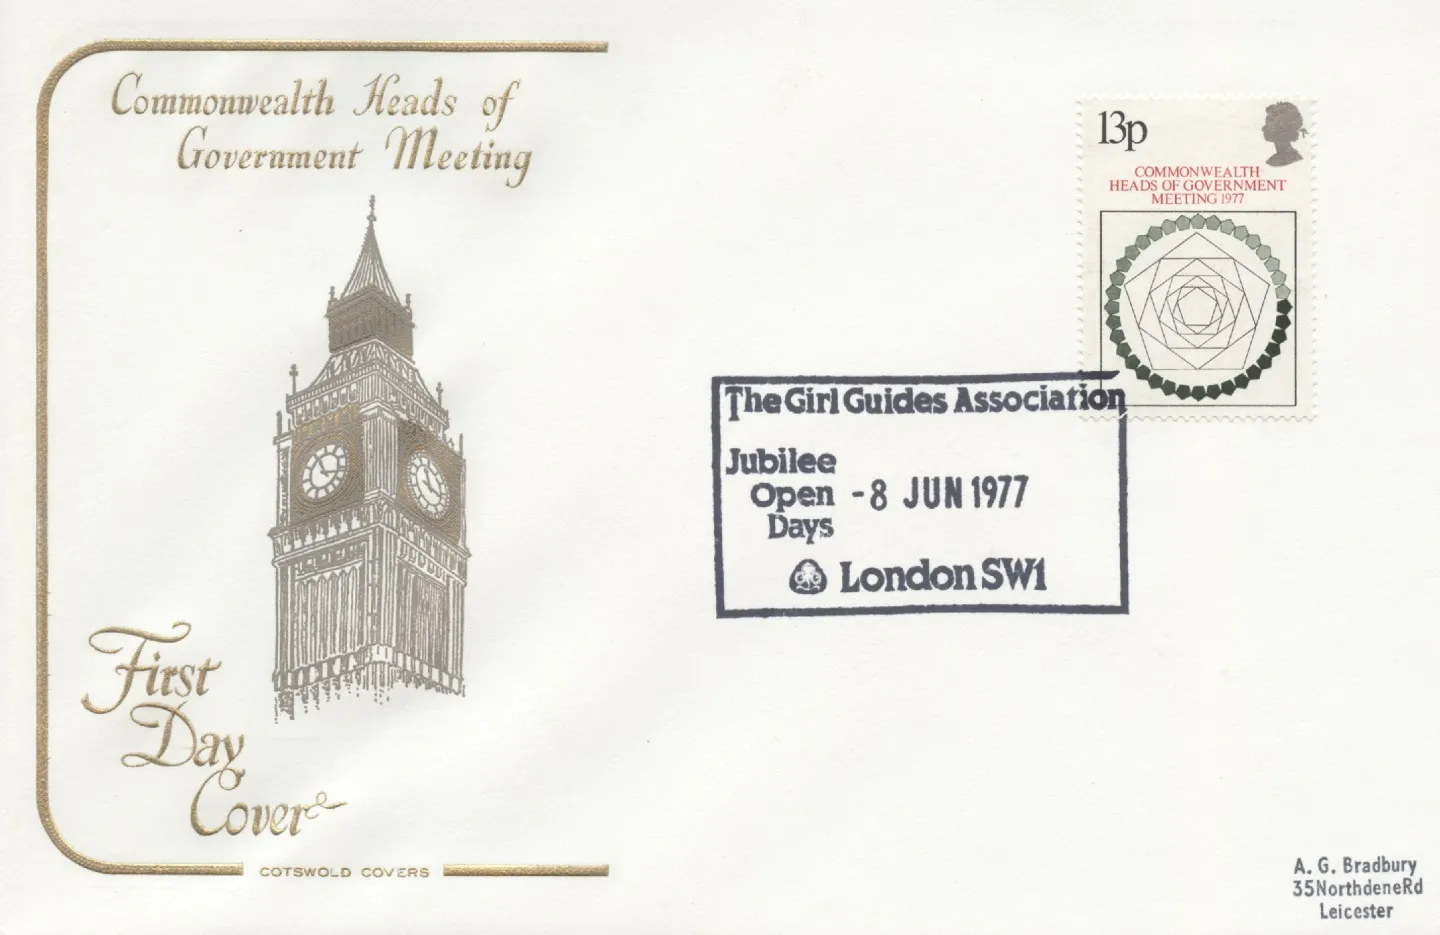 Commonwealth Heads of
Government Meeting
First
Day
Cover
COTSWOLD COVERS
13p
COMMONWEALTH
HEADS OF GOVERNMENT
MEETING 1977
The Girl Guides Association
Jubilee
Open
Days
-8 JUN 1977
London SW1
A. G. Bradbury
35NorthdeneRd
Leicester